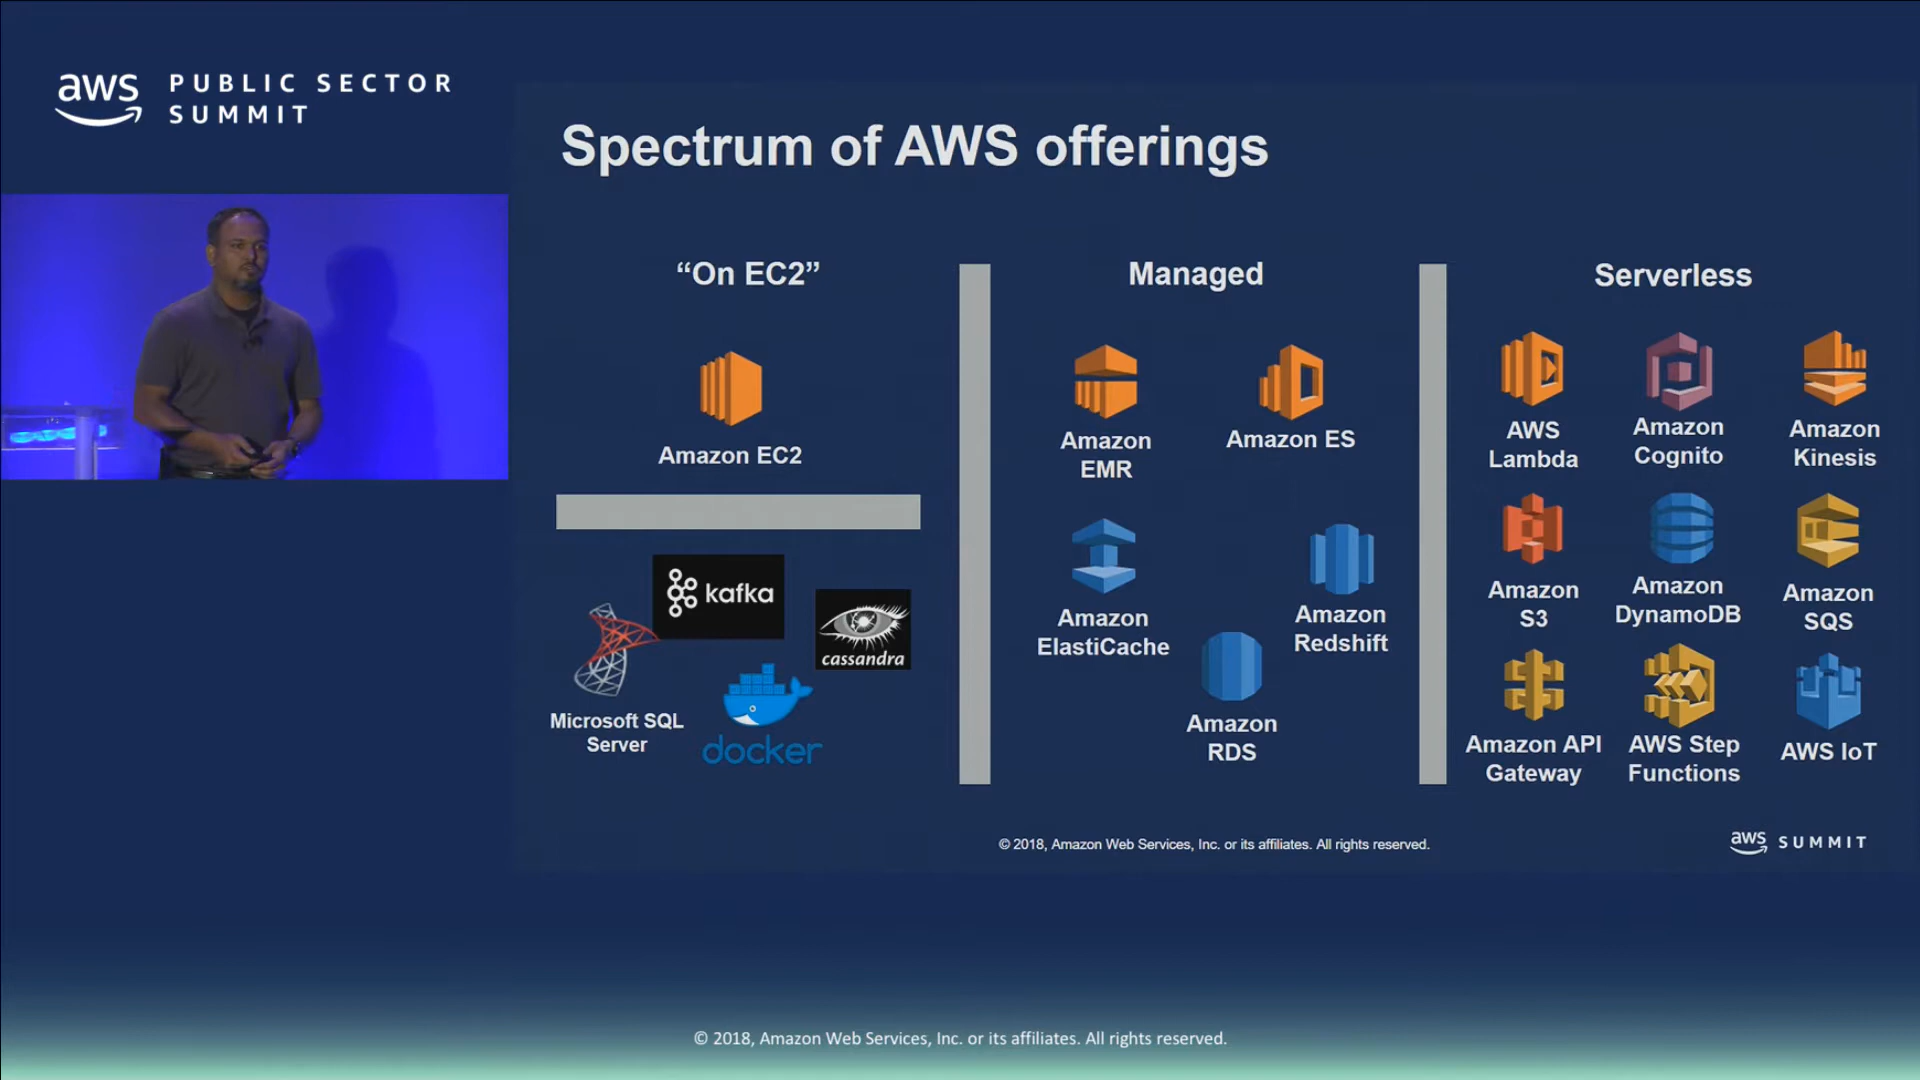 aws PUBLIC SECTOR
SUMMIT
Spectrum of AWS offerings
“On EC2”
Amazon EC2
kafka
cassandra
Microsoft SQL
Server
docker
Managed
Amazon
EMR
Amazon ES
Amazon
ElastiCache
Amazon
Redshift
Amazon
RDS
Serverless
AWS
Lambda
Amazon
Cognito
Amazon
Kinesis
Amazon
S3
Amazon
DynamoDB
Amazon
SQS
Amazon API
Gateway
AWS Step
Functions
AWS IoT
© 2018, Amazon Web Services, Inc. or its affiliates. All rights reserved.
aws SUMMIT
© 2018, Amazon Web Services, Inc. or its affiliates. All rights reserved.